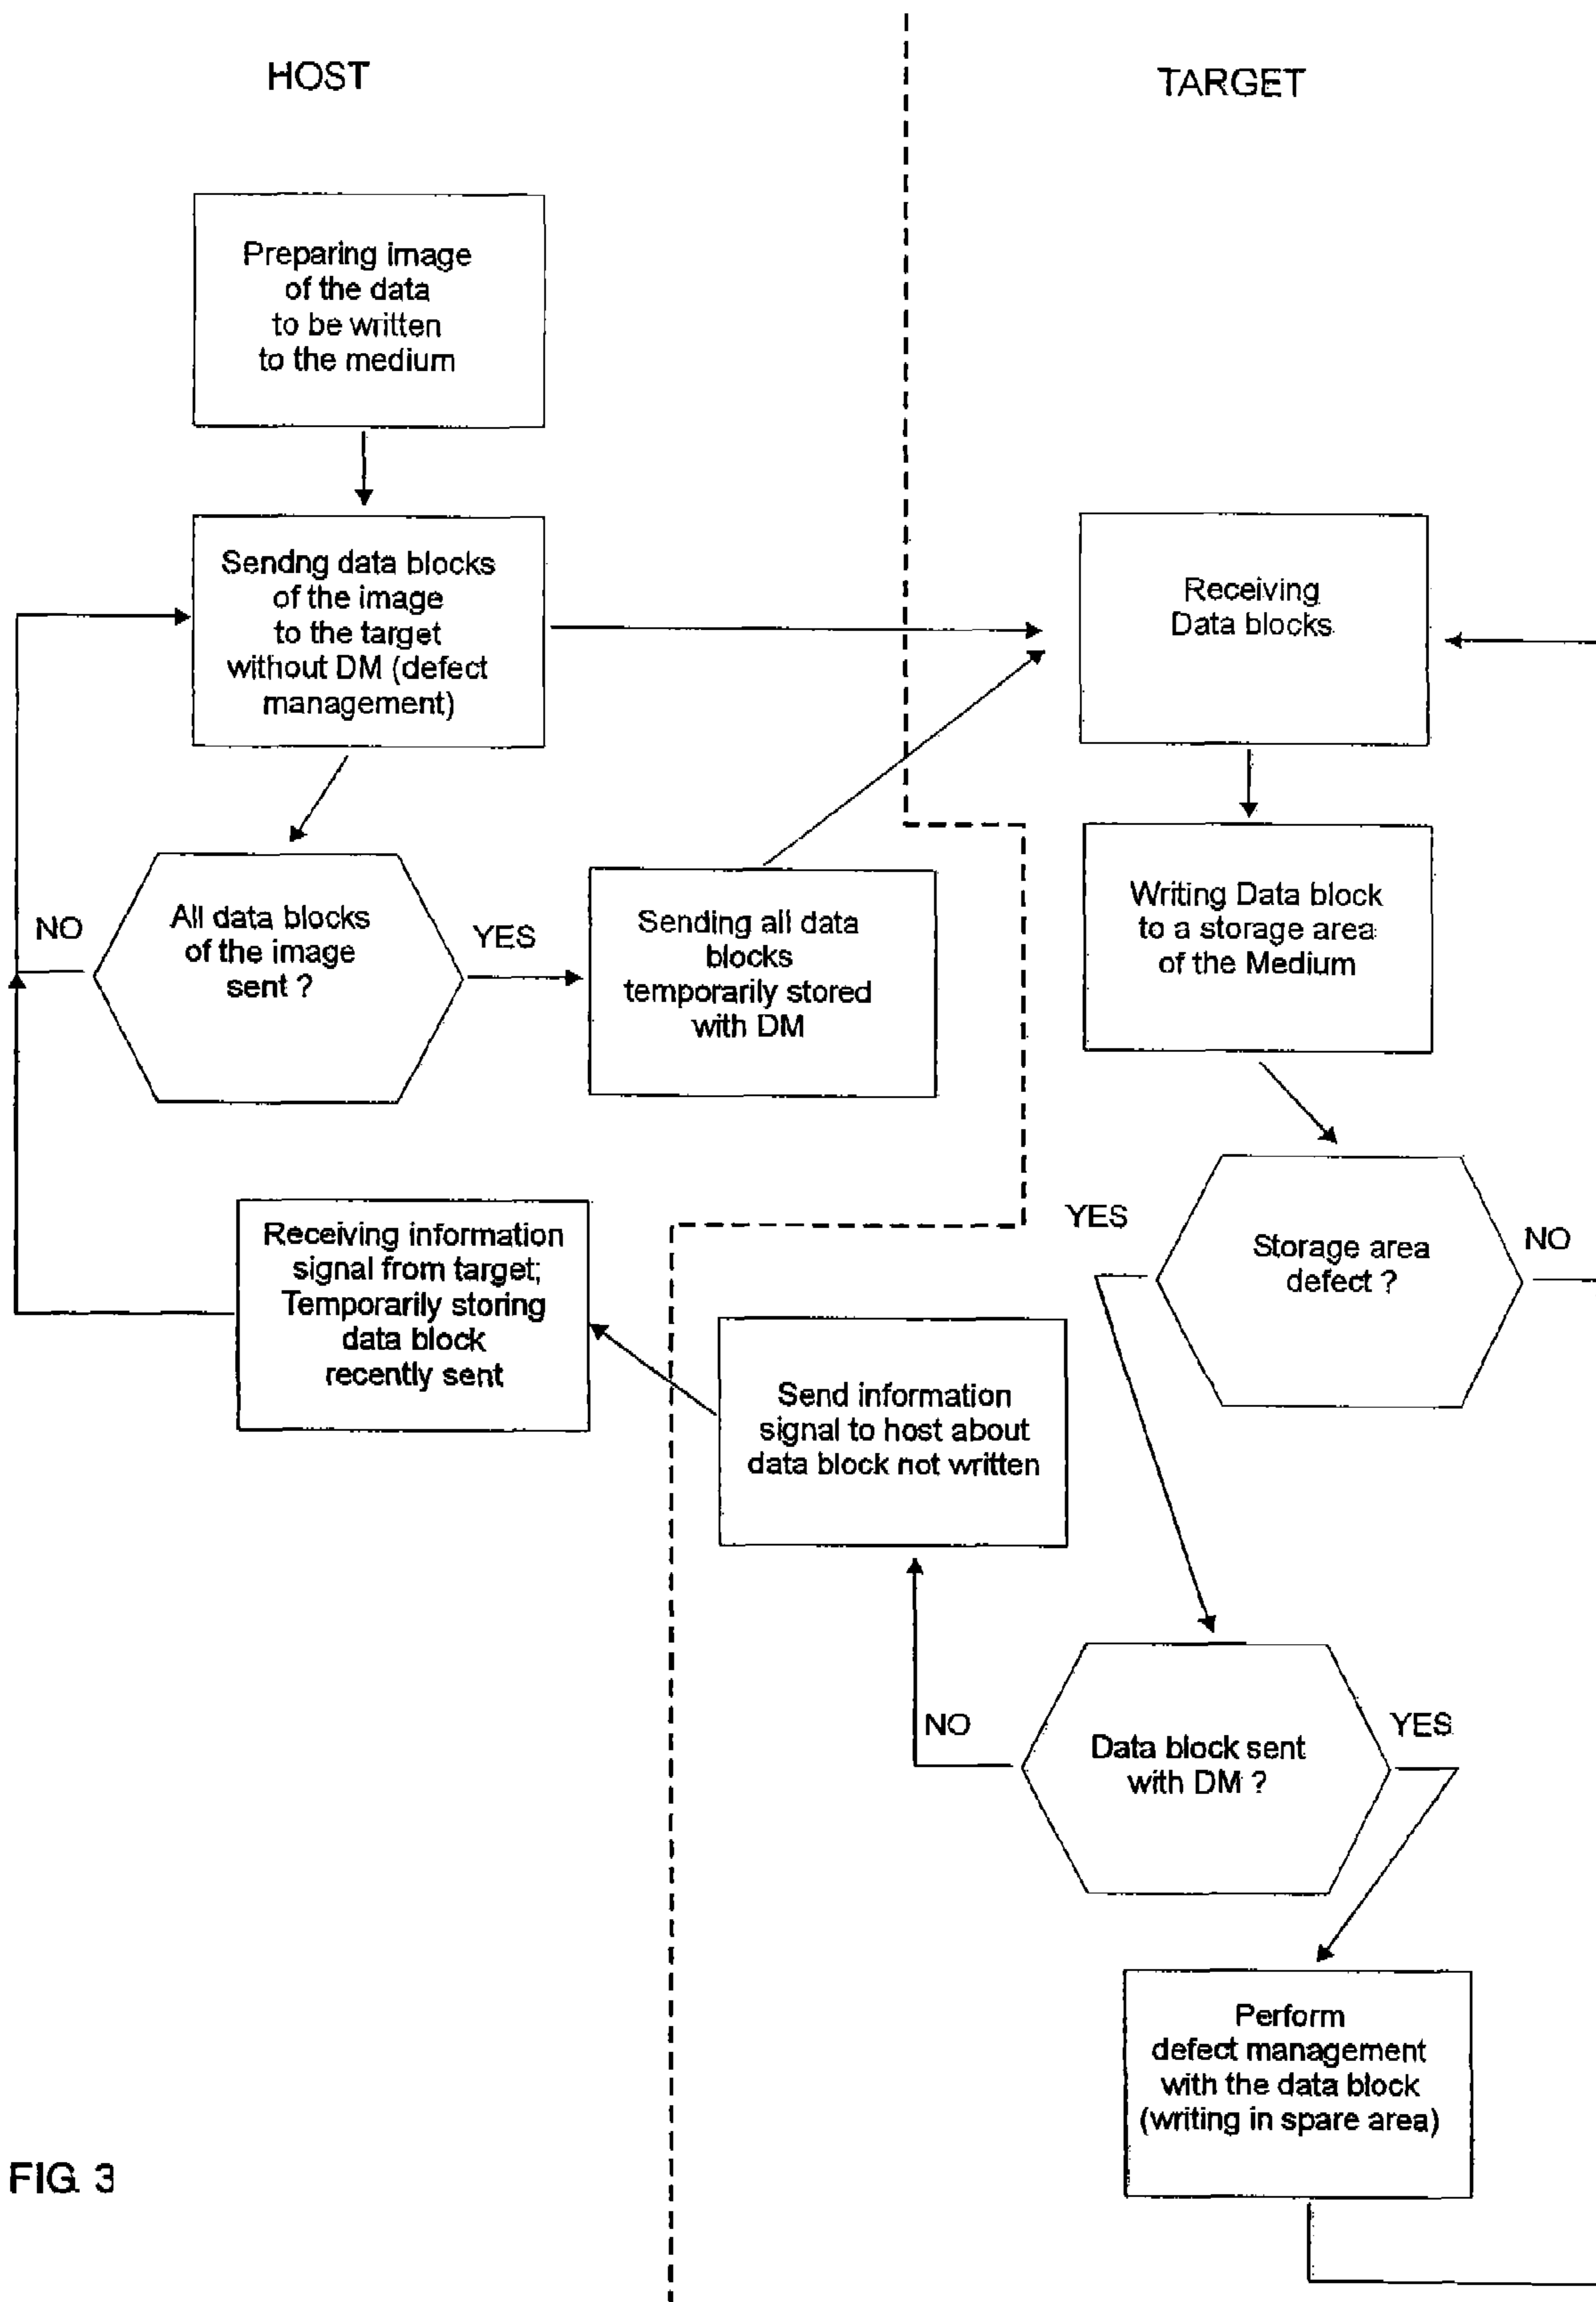 HOST
TARGET
Preparing image
of the data
to be written
to the medium
Sendng data blocks
of the image
to the target
without DM (defect
management)
Receiving
Data blocks
All data blocks
of the image
sent ?
NO
YES
Sending all data
blocks
temporarily stored
with DM
Writing Data block
to a storage area
of the Medium
Storage area
defect ?
YES
NO
Receiving information
signal from target;
Temporarily storing
data block
recently sent
Send information
signal to host about
data block not written
Data block sent
with DM ?
NO
YES
Perform
defect management
with the data block
(writing in spare area)
FIG. 3